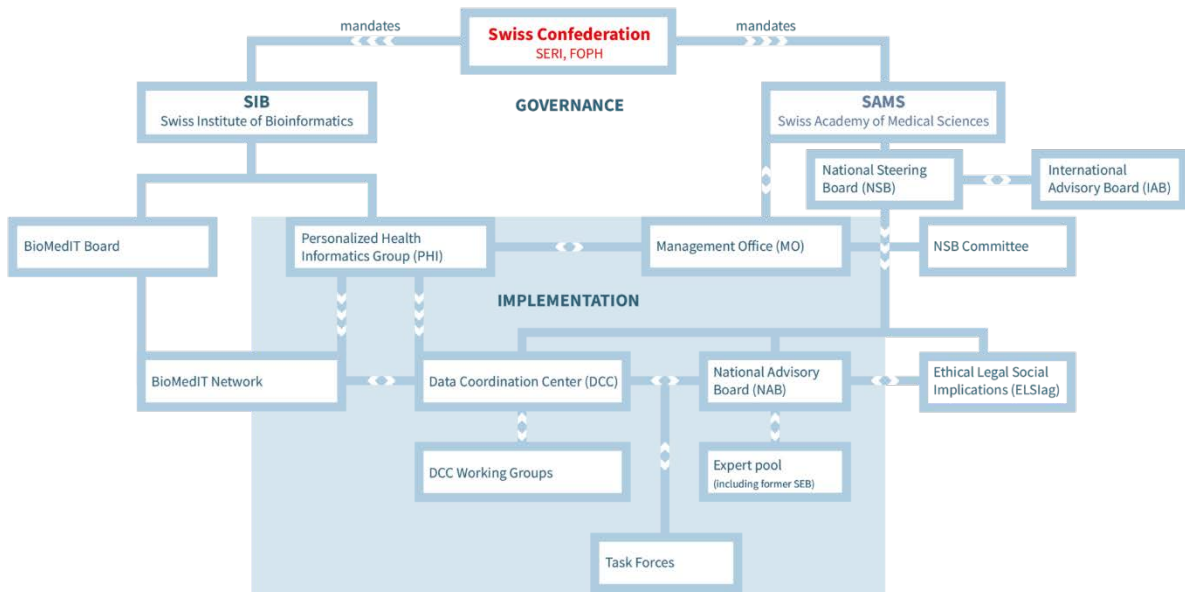 mandates
Swiss Confederation
SERI, FOPH
mandates
SIB
Swiss Institute of Bioinformatics
GOVERNANCE
SAMS
Swiss Academy of Medical Sciences
National Steering
Board (NSB)
International
Advisory Board (IAB)
BioMedIT Board
Personalized Health
Informatics Group (PHI)
Management Office (MO)
NSB Committee
IMPLEMENTATION
BioMedIT Network
Data Coordination Center (DCC)
National Advisory
Board (NAB)
Ethical Legal Social
Implications (ELSIag)
DCC Working Groups
Expert pool
(including former SEB)
Task Forces